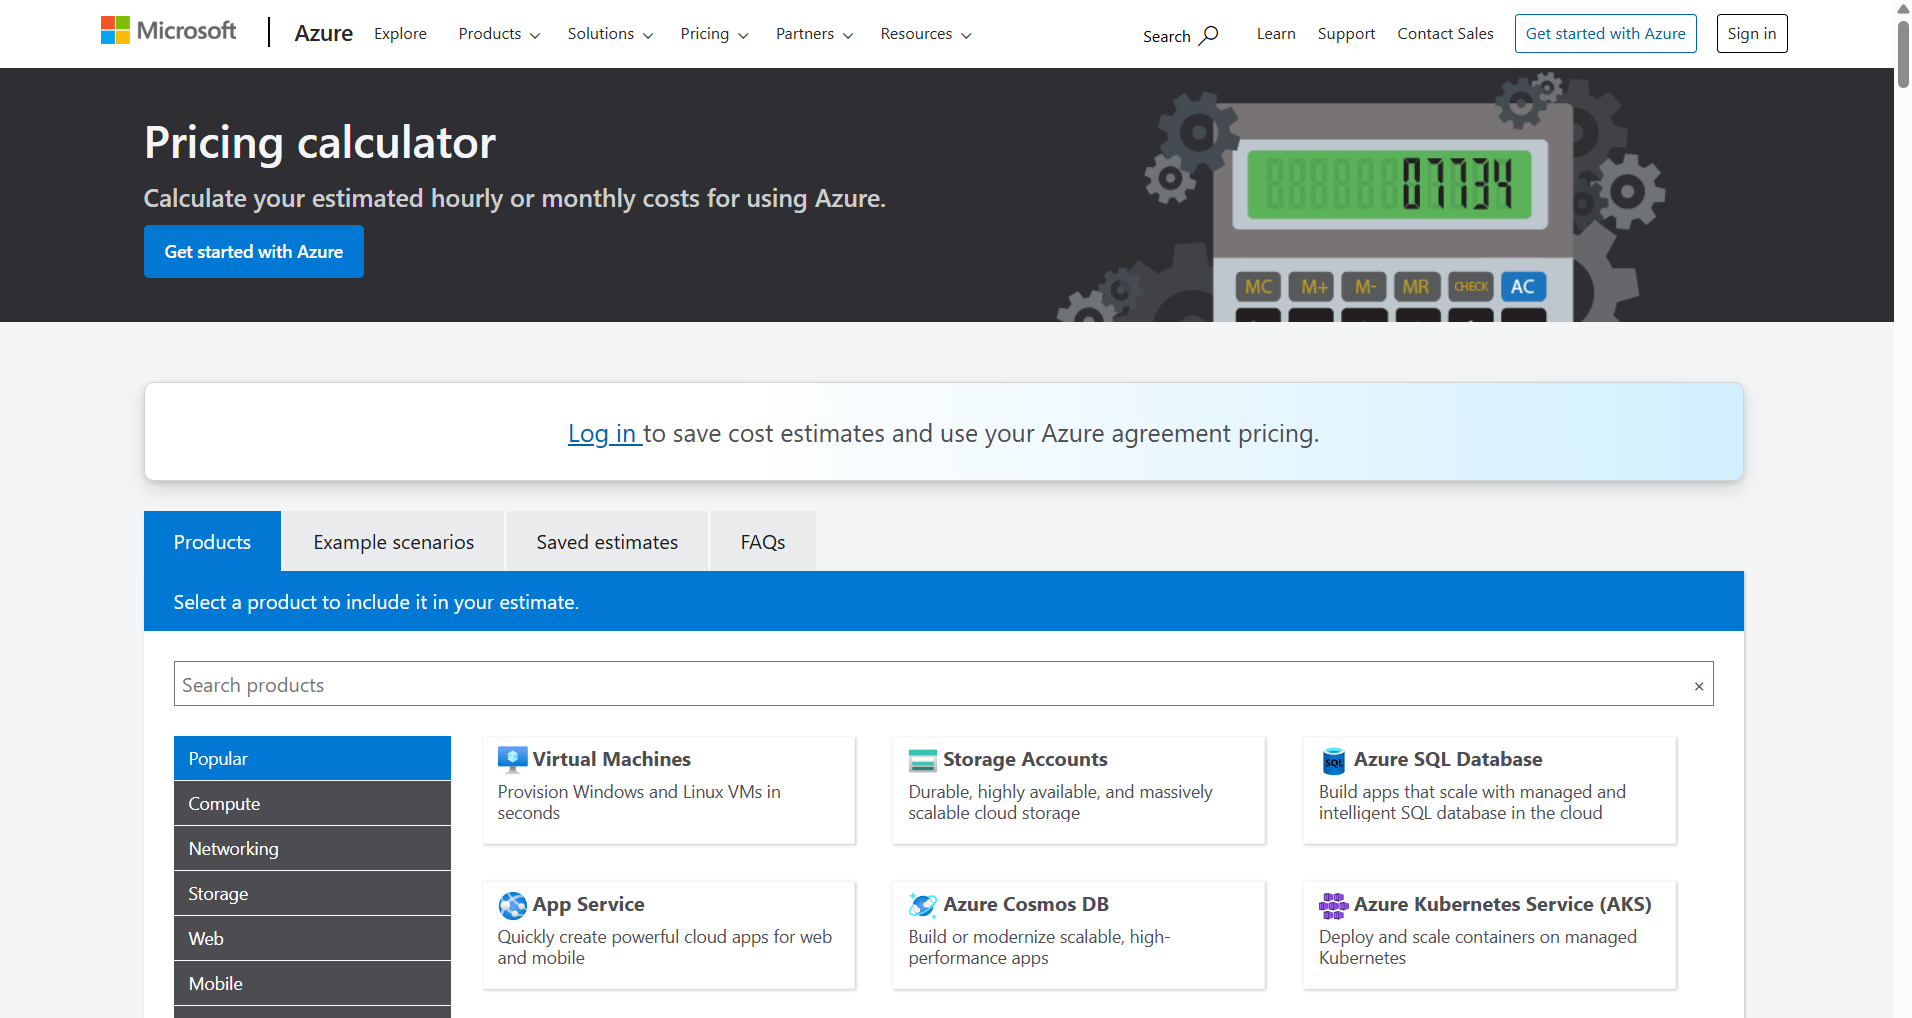 Microsoft
Azure
Explore
Products
Solutions
Pricing
Partners
Resources
Search
Learn
Support
Contact Sales
Get started with Azure
Sign in
Pricing calculator
Calculate your estimated hourly or monthly costs for using Azure.
Get started with Azure
07734
MC
M+
M-
MR
CHECK
AC
Log in to save cost estimates and use your Azure agreement pricing.
Products
Example scenarios
Saved estimates
FAQs
Select a product to include it in your estimate.
Search products
×
Popular
Compute
Networking
Storage
Web
Mobile
Virtual Machines
Provision Windows and Linux VMs in
seconds
Storage Accounts
Durable, highly available, and massively
scalable cloud storage
SQL
Azure SQL Database
Build apps that scale with managed and
intelligent SQL database in the cloud
App Service
Quickly create powerful cloud apps for web
and mobile
Azure Cosmos DB
Build or modernize scalable, high-
performance apps
Azure Kubernetes Service (AKS)
Deploy and scale containers on managed
Kubernetes